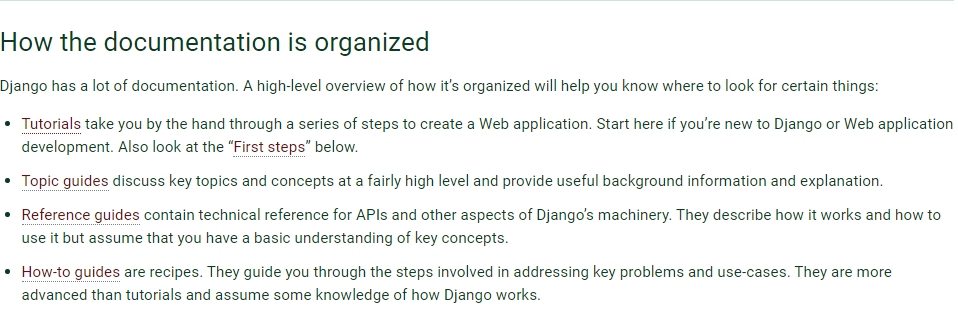 How the documentation is organized
Django has a lot of documentation. A high-level overview of how it’s organized will help you know where to look for certain things:
• Tutorials take you by the hand through a series of steps to create a Web application. Start here if you’re new to Django or Web application
development. Also look at the “First steps” below.
• Topic guides discuss key topics and concepts at a fairly high level and provide useful background information and explanation.
• Reference guides contain technical reference for APIs and other aspects of Django’s machinery. They describe how it works and how to
use it but assume that you have a basic understanding of key concepts.
• How-to guides are recipes. They guide you through the steps involved in addressing key problems and use-cases. They are more
advanced than tutorials and assume some knowledge of how Django works.